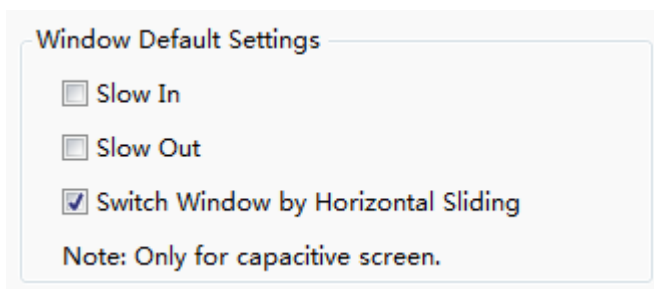 Window Default Settings
Slow In
Slow Out
Switch Window by Horizontal Sliding
Note: Only for capacitive screen.